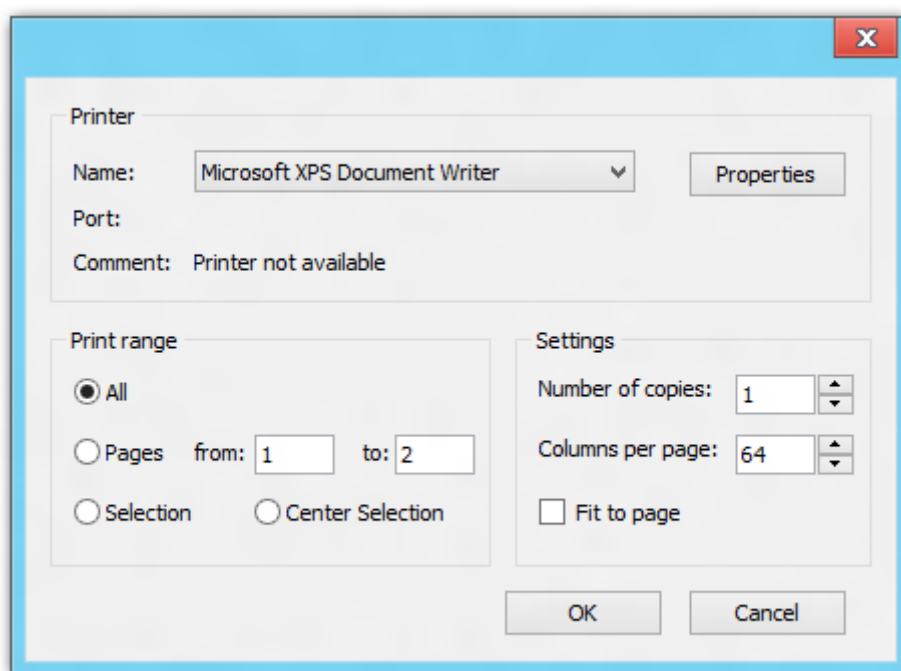 Printer
Name: Microsoft XPS Document Writer Properties
Port:
Comment: Printer not available
Print range
All
Pages from: 1 to: 2
Selection Center Selection
Settings
Number of copies: 1
Columns per page: 64
Fit to page
OK Cancel